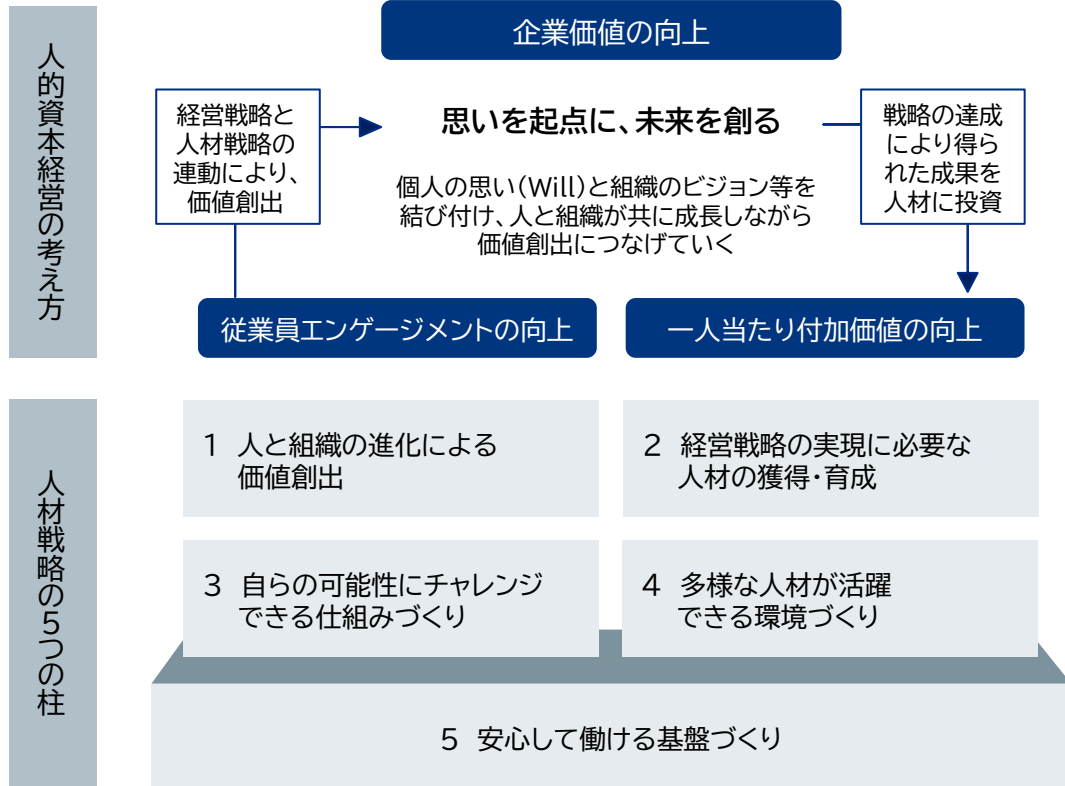 人的資本経営の考え方
企業価値の向上
経営戦略と
人材戦略の
連動により、
価値創出
思いを起点に、未来を創る
個人の思い(Will)と組織のビジョン等を
結び付け、人と組織が共に成長しながら
価値創出につなげていく
戦略の達成
により得ら
れた成果を
人材に投資
従業員エンゲージメントの向上
一人当たり付加価値の向上
人材戦略の5つの柱
1 人と組織の進化による
価値創出
2 経営戦略の実現に必要な
人材の獲得・育成
3 自らの可能性にチャレンジ
できる仕組みづくり
4 多様な人材が活躍
できる環境づくり
5 安心して働ける基盤づくり